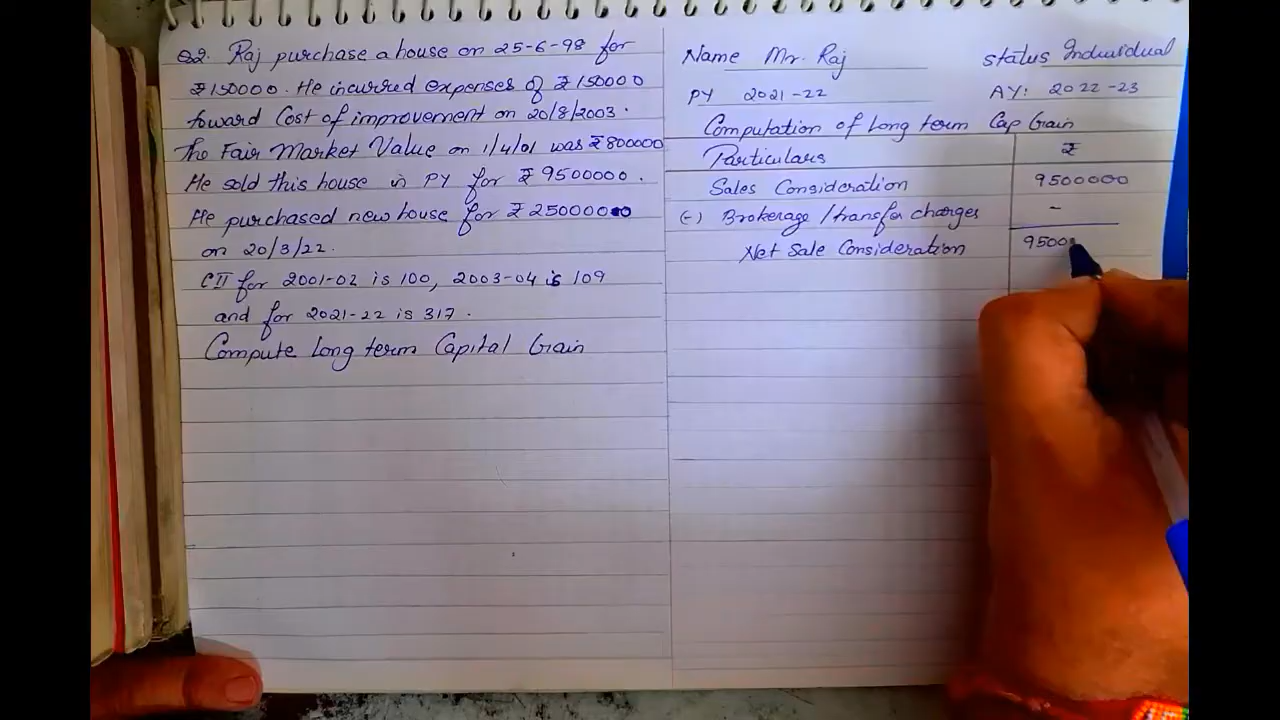 Q2. Raj purchase a house on 25-6-98 for
₹150000. He incurred expenses of ₹150000
toward Cost of improvement on 20/8/2003.
The Fair Market Value on 1/4/01 was ₹800000
He sold this house in PY for ₹9500000.
He purchased new house for ₹2500000
on 20/3/22.
CII for 2001-02 is 100, 2003-04 is 109
and for 2021-22 is 317.
Compute Long term Capital Gain
Name Mr. Raj status Individual
PY 2021-22 AY: 2022-23
Computation of Long term Cap Gain
Particulars ₹
Sales Consideration 9500000
(-) Brokerage/transfer charges -
Net Sale Consideration 9500